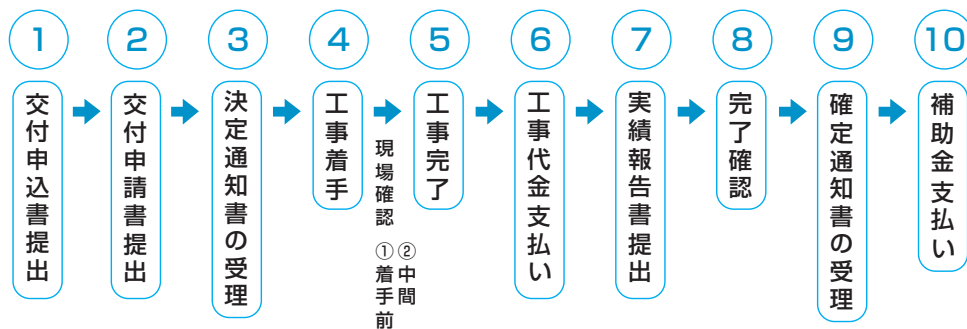 1
交付申込書提出
2
交付申請書提出
3
決定通知書の受理
4
工事着手
現場確認
①着手前
②中間
5
工事完了
6
工事代金支払い
7
実績報告書提出
8
完了確認
9
確定通知書の受理
10
補助金支払い